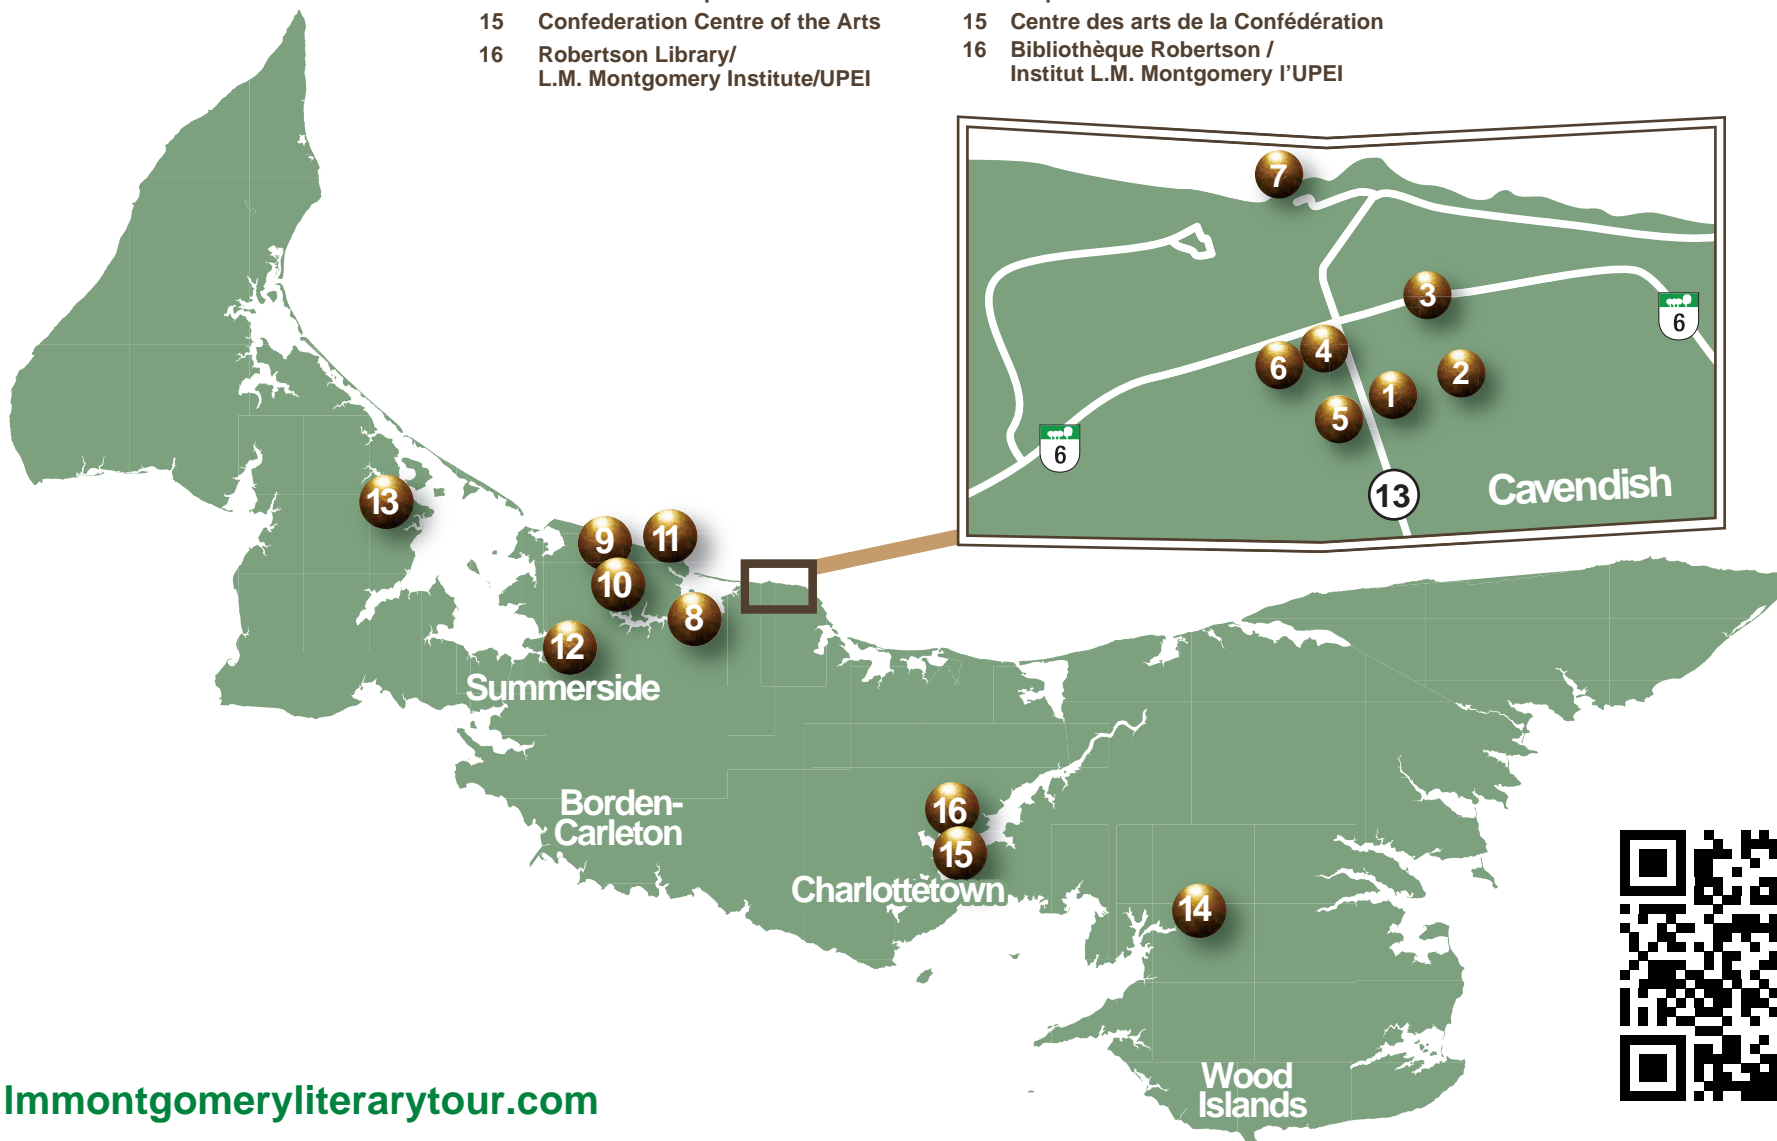 15 Confederation Centre of the Arts
16 Robertson Library/
L.M. Montgomery Institute/UPEI
15 Centre des arts de la Confédération
16 Bibliothèque Robertson /
Institut L.M. Montgomery l'UPEI
7
3
6
4
6
2
1
5
6
13
Cavendish
13
9
11
10
8
12
Summerside
Borden-
Carleton
16
15
Charlottetown
14
Wood
Islands
lmmontgomeryliterarytour.com